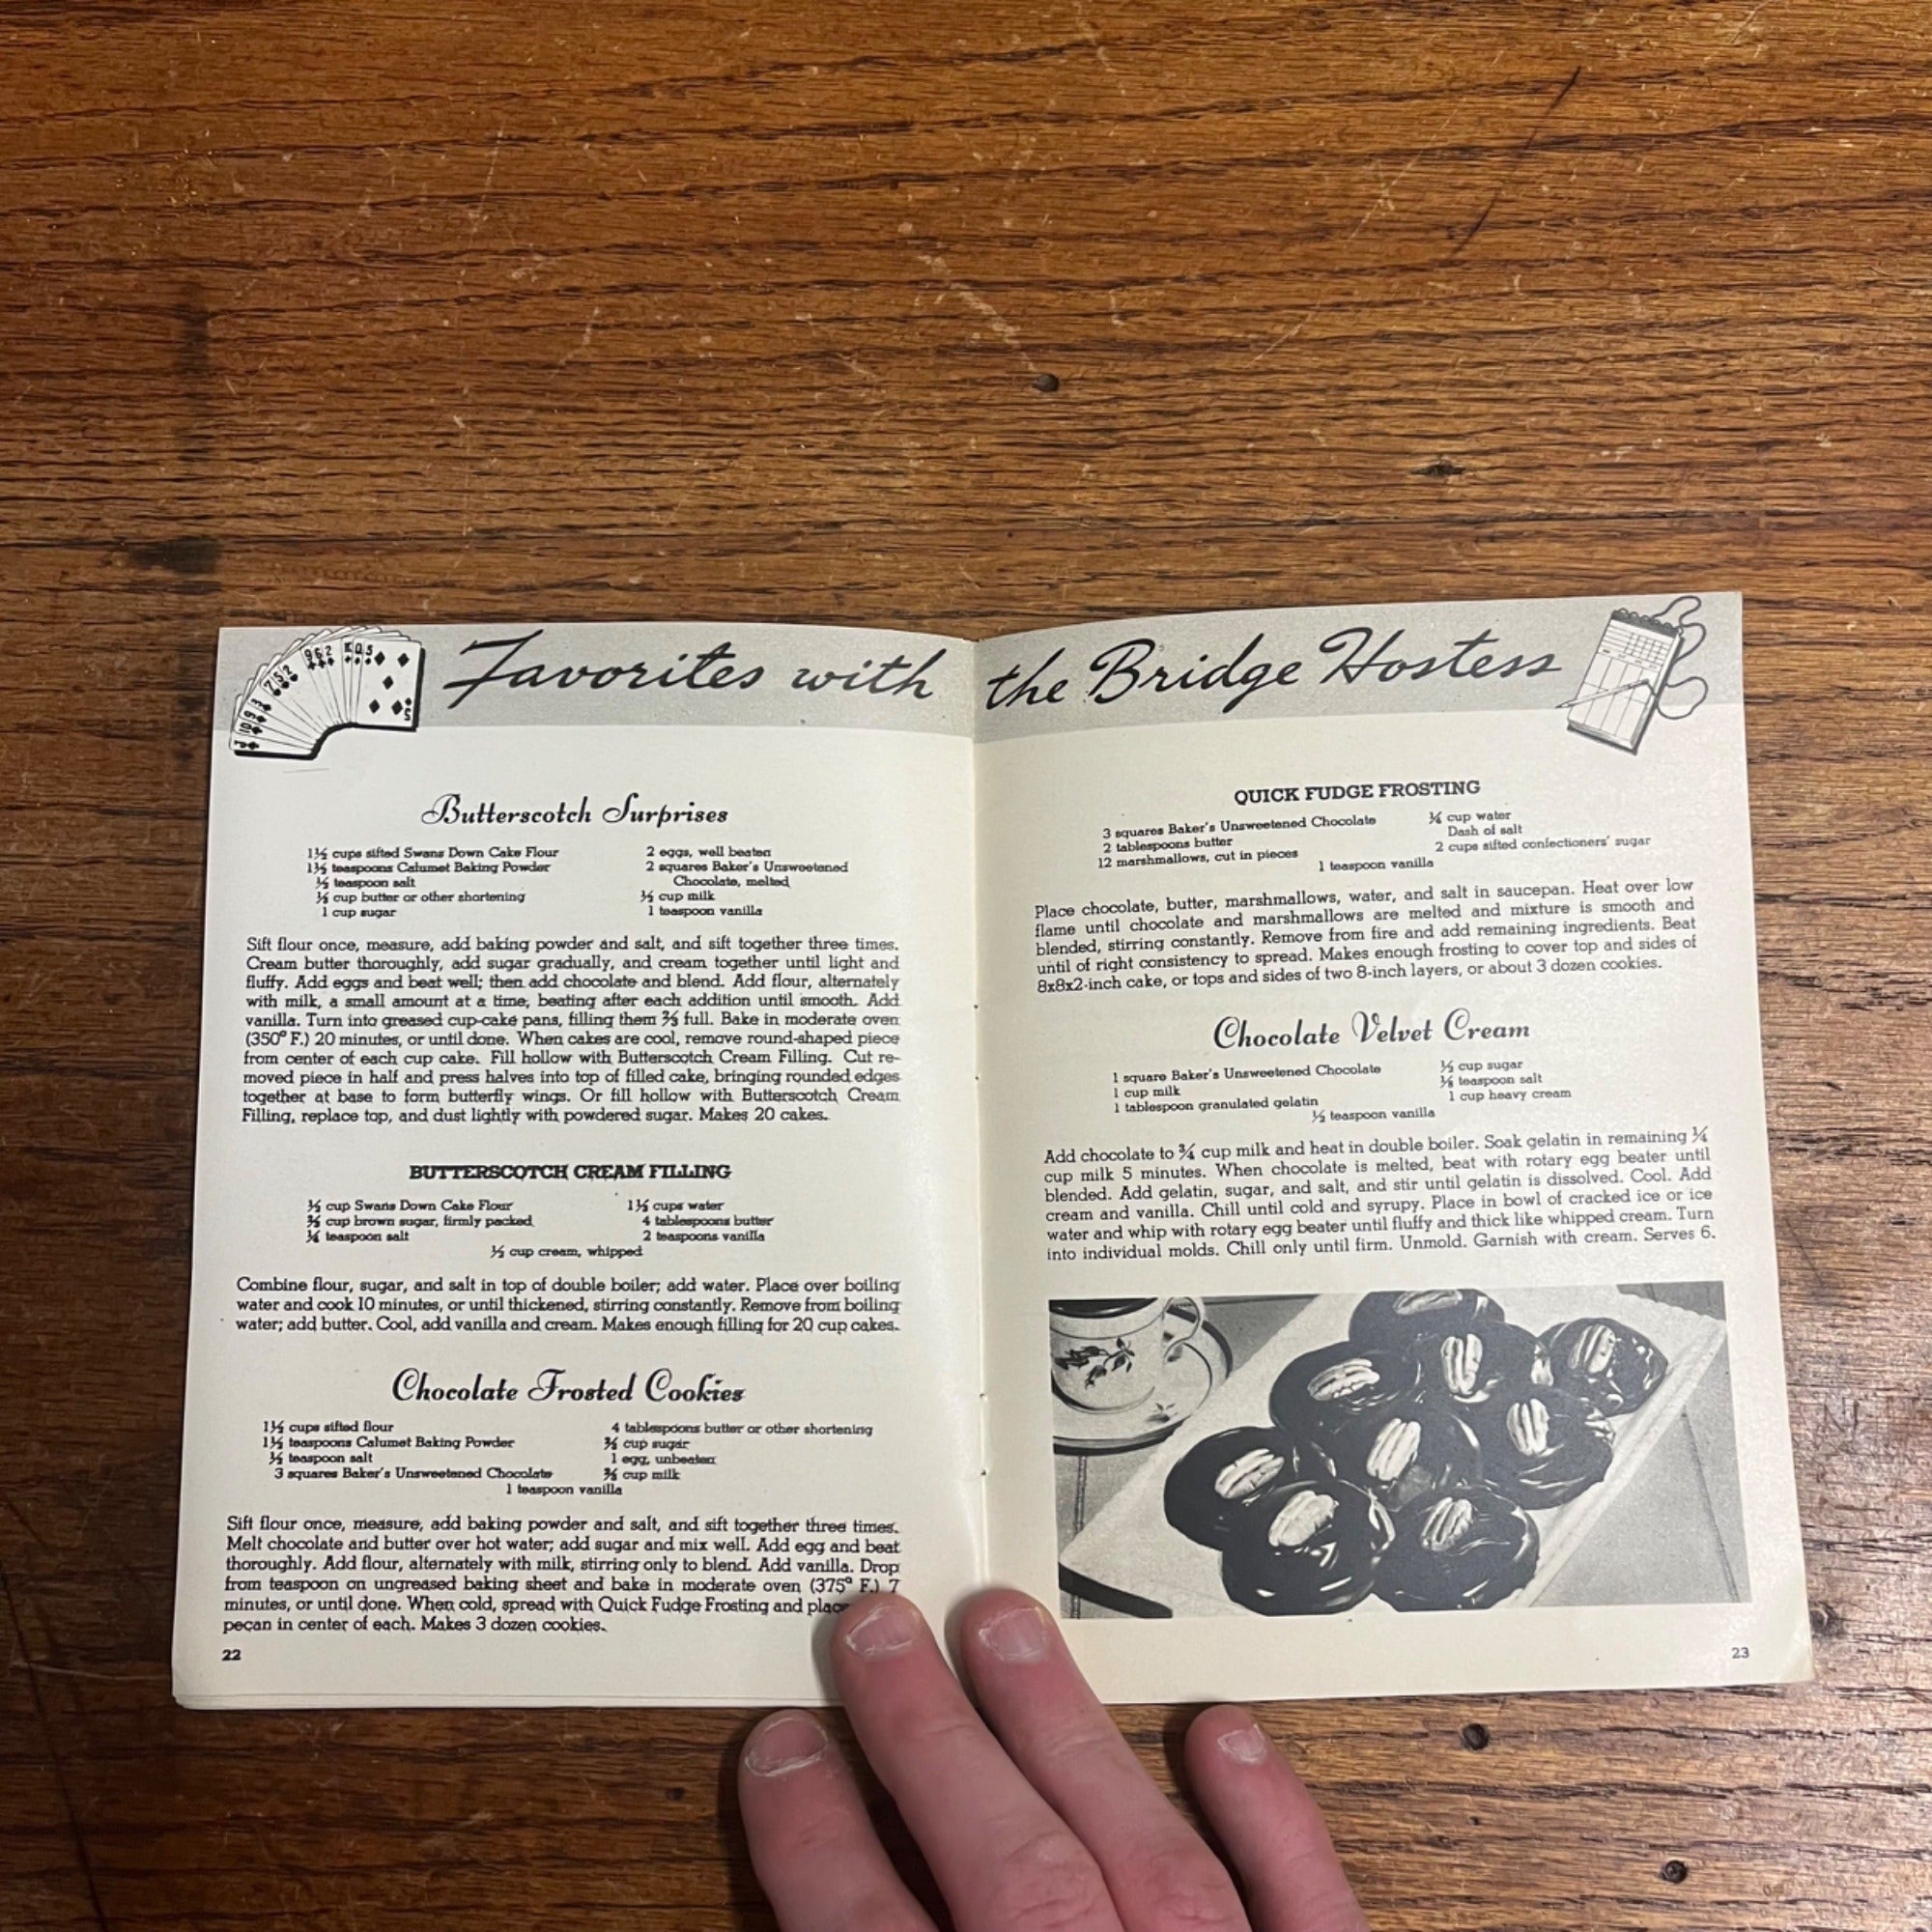 Favorites with the Bridge Hostess
7 5 2
9 6 2
K Q 5
5
Butterscotch Surprises
1½ cups sifted Swans Down Cake Flour
1½ teaspoons Calumet Baking Powder
½ teaspoon salt
½ cup butter or other shortening
1 cup sugar
2 eggs, well beaten
2 squares Baker's Unsweetened
Chocolate, melted
½ cup milk
1 teaspoon vanilla
Sift flour once, measure, add baking powder and salt, and sift together three times.
Cream butter thoroughly, add sugar gradually, and cream together until light and
fluffy. Add eggs and beat well; then add chocolate and blend. Add flour, alternately
with milk, a small amount at a time, beating after each addition until smooth. Add
vanilla. Turn into greased cup-cake pans, filling them ⅔ full. Bake in moderate oven
(350° F.) 20 minutes, or until done. When cakes are cool, remove round-shaped piece
from center of each cup cake. Fill hollow with Butterscotch Cream Filling. Cut re-
moved piece in half and press halves into top of filled cake, bringing rounded edges
together at base to form butterfly wings. Or fill hollow with Butterscotch Cream
Filling, replace top, and dust lightly with powdered sugar. Makes 20 cakes.
BUTTERSCOTCH CREAM FILLING
⅓ cup Swans Down Cake Flour
⅔ cup brown sugar, firmly packed
¼ teaspoon salt
1½ cups water
4 tablespoons butter
2 teaspoons vanilla
½ cup cream, whipped
Combine flour, sugar, and salt in top of double boiler; add water. Place over boiling
water and cook 10 minutes, or until thickened, stirring constantly. Remove from boiling
water; add butter. Cool, add vanilla and cream. Makes enough filling for 20 cup cakes.
Chocolate Frosted Cookies
1½ cups sifted flour
1½ teaspoons Calumet Baking Powder
½ teaspoon salt
3 squares Baker's Unsweetened Chocolate
4 tablespoons butter or other shortening
¾ cup sugar
1 egg, unbeaten
¾ cup milk
1 teaspoon vanilla
Sift flour once, measure, add baking powder and salt, and sift together three times.
Melt chocolate and butter over hot water; add sugar and mix well. Add egg and beat
thoroughly. Add flour, alternately with milk, stirring only to blend. Add vanilla. Drop
from teaspoon on ungreased baking sheet and bake in moderate oven (375° F.) 7
minutes, or until done. When cold, spread with Quick Fudge Frosting and place
pecan in center of each. Makes 3 dozen cookies.
22
QUICK FUDGE FROSTING
3 squares Baker's Unsweetened Chocolate
2 tablespoons butter
12 marshmallows, cut in pieces
¼ cup water
Dash of salt
2 cups sifted confectioners' sugar
1 teaspoon vanilla
Place chocolate, butter, marshmallows, water, and salt in saucepan. Heat over low
flame until chocolate and marshmallows are melted and mixture is smooth and
blended, stirring constantly. Remove from fire and add remaining ingredients. Beat
until of right consistency to spread. Makes enough frosting to cover top and sides of
8x8x2-inch cake, or tops and sides of two 8-inch layers, or about 3 dozen cookies.
Chocolate Velvet Cream
1 square Baker's Unsweetened Chocolate
1 cup milk
1 tablespoon granulated gelatin
½ cup sugar
⅛ teaspoon salt
1 cup heavy cream
½ teaspoon vanilla
Add chocolate to ¾ cup milk and heat in double boiler. Soak gelatin in remaining ¼
cup milk 5 minutes. When chocolate is melted, beat with rotary egg beater until
blended. Add gelatin, sugar, and salt, and stir until gelatin is dissolved. Cool. Add
cream and vanilla. Chill until cold and syrupy. Place in bowl of cracked ice or ice
water and whip with rotary egg beater until fluffy and thick like whipped cream. Turn
into individual molds. Chill only until firm. Unmold. Garnish with cream. Serves 6.
23